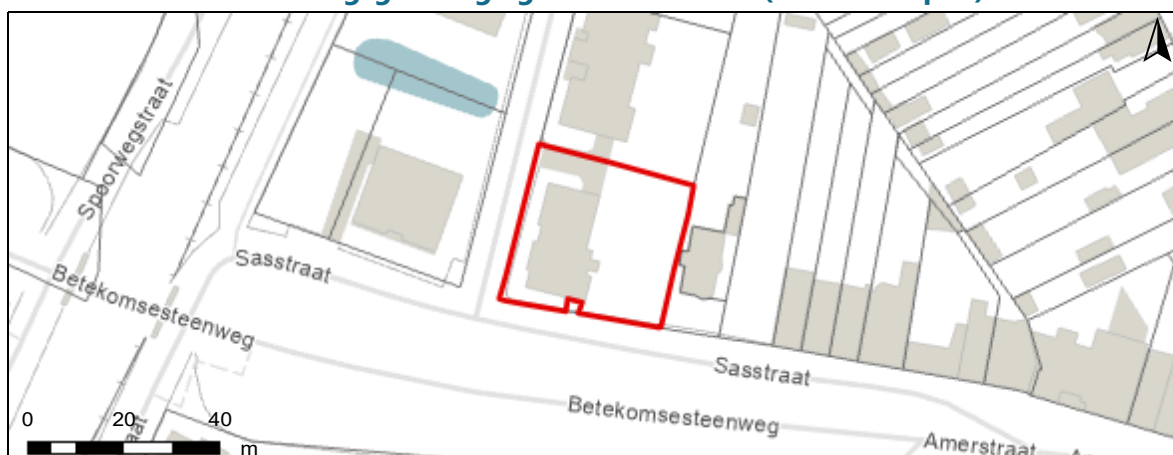 Spoorwegstraat
Sasstraat
Betekomsesteenweg
Sasstraat
Betekomsesteenweg
Amerstraat
0 20 40
m